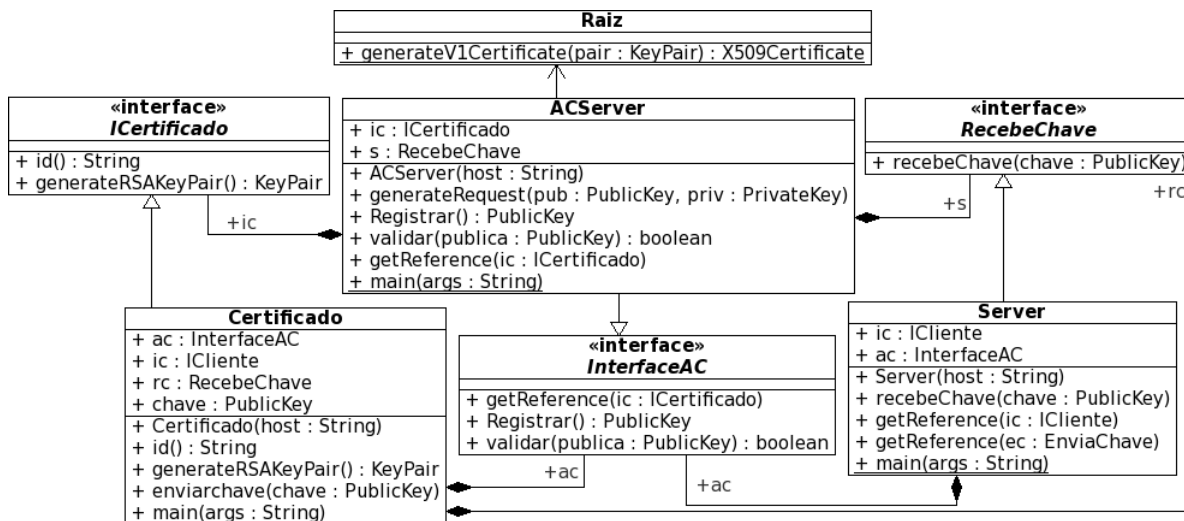 Raiz
+ generateV1Certificate(pair : KeyPair) : X509Certificate
«interface»
ICertificado
+ id() : String
+ generateRSAKeyPair() : KeyPair
ACServer
+ ic : ICertificado
+ s : RecebeChave
+ ACServer(host : String)
+ generateRequest(pub : PublicKey, priv : PrivateKey)
+ Registrar() : PublicKey
+ validar(publica : PublicKey) : boolean
+ getReference(ic : ICertificado)
+ main(args : String)
«interface»
RecebeChave
+ recebeChave(chave : PublicKey)
+rc
+ic
+s
Certificado
+ ac : InterfaceAC
+ ic : ICliente
+ rc : RecebeChave
+ chave : PublicKey
+ Certificado(host : String)
+ id() : String
+ generateRSAKeyPair() : KeyPair
+ enviarchave(chave : PublicKey)
+ main(args : String)
«interface»
InterfaceAC
+ getReference(ic : ICertificado)
+ Registrar() : PublicKey
+ validar(publica : PublicKey) : boolean
Server
+ ic : ICliente
+ ac : InterfaceAC
+ Server(host : String)
+ recebeChave(chave : PublicKey)
+ getReference(ic : ICliente)
+ getReference(ec : EnviaChave)
+ main(args : String)
+ac
+ac